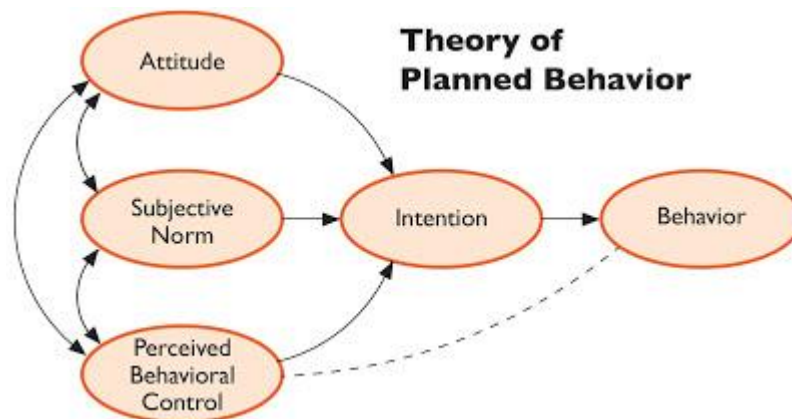 Theory of
Planned Behavior
Attitude
Subjective
Norm
Intention
Behavior
Perceived
Behavioral
Control